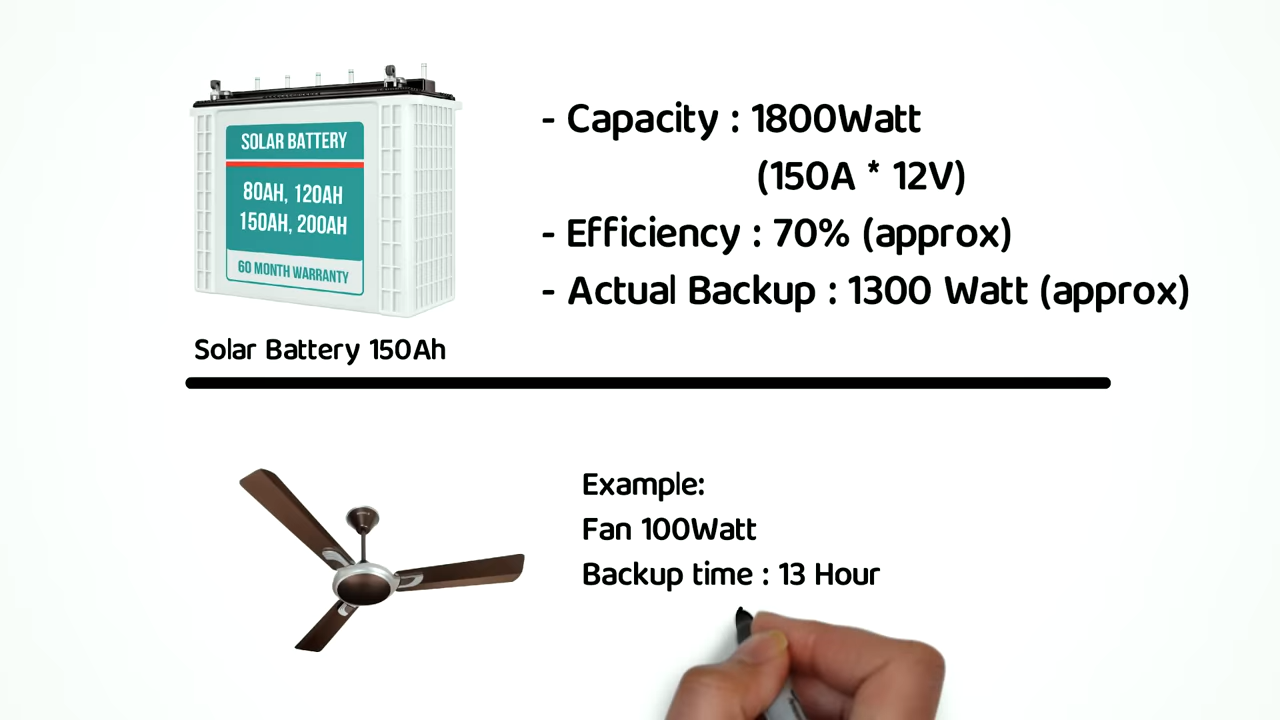 SOLAR BATTERY
80AH, 120AH
150AH, 200AH
60 MONTH WARRANTY
Solar Battery 150Ah
- Capacity : 1800Watt
(150A * 12V)
- Efficiency : 70% (approx)
- Actual Backup : 1300 Watt (approx)
Example:
Fan 100Watt
Backup time : 13 Hour